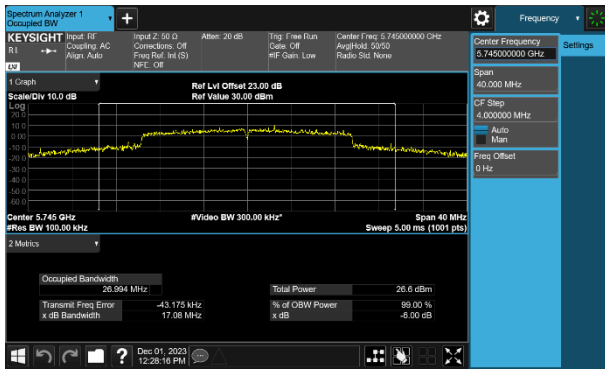 Spectrum Analyzer 1
Occupied BW
+
Frequency
KEYSIGHT
R L
LXI
Input: RF
Coupling: AC
Align: Auto
Input Z: 50 Ω
Corrections: Off
Freq Ref: Int (S)
NFE: Off
Atten: 20 dB
Trig: Free Run
Gate: Off
#IF Gain: Low
Center Freq: 5.745000000 GHz
Avg|Hold: 50/50
Radio Std: None
Center Frequency
5.745000000 GHz
Settings
Span
40.000 MHz
CF Step
4.000000 MHz
Auto
Man
Freq Offset
0 Hz
1 Graph
Scale/Div 10.0 dB
Ref Lvl Offset 23.00 dB
Ref Value 30.00 dBm
Log
20.0
10.0
0.00
-10.0
-20.0
-30.0
-40.0
-50.0
-60.0
Center 5.745 GHz
#Video BW 300.00 kHz*
Span 40 MHz
#Res BW 100.00 kHz
Sweep 5.00 ms (1001 pts)
2 Metrics
Occupied Bandwidth
26.994 MHz
Total Power
26.6 dBm
Transmit Freq Error
-43.175 kHz
% of OBW Power
99.00 %
x dB Bandwidth
17.08 MHz
x dB
-6.00 dB
?
Dec 01, 2023
12:28:16 PM